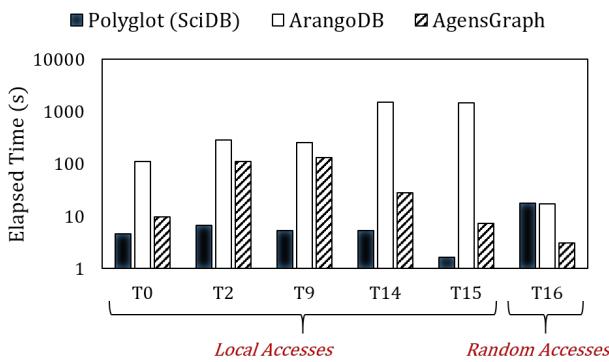 Polyglot (SciDB) ArangoDB AgensGraph
Elapsed Time (s)
10000
1000
100
10
1
T0 T2 T9 T14 T15 T16
Local Accesses Random Accesses